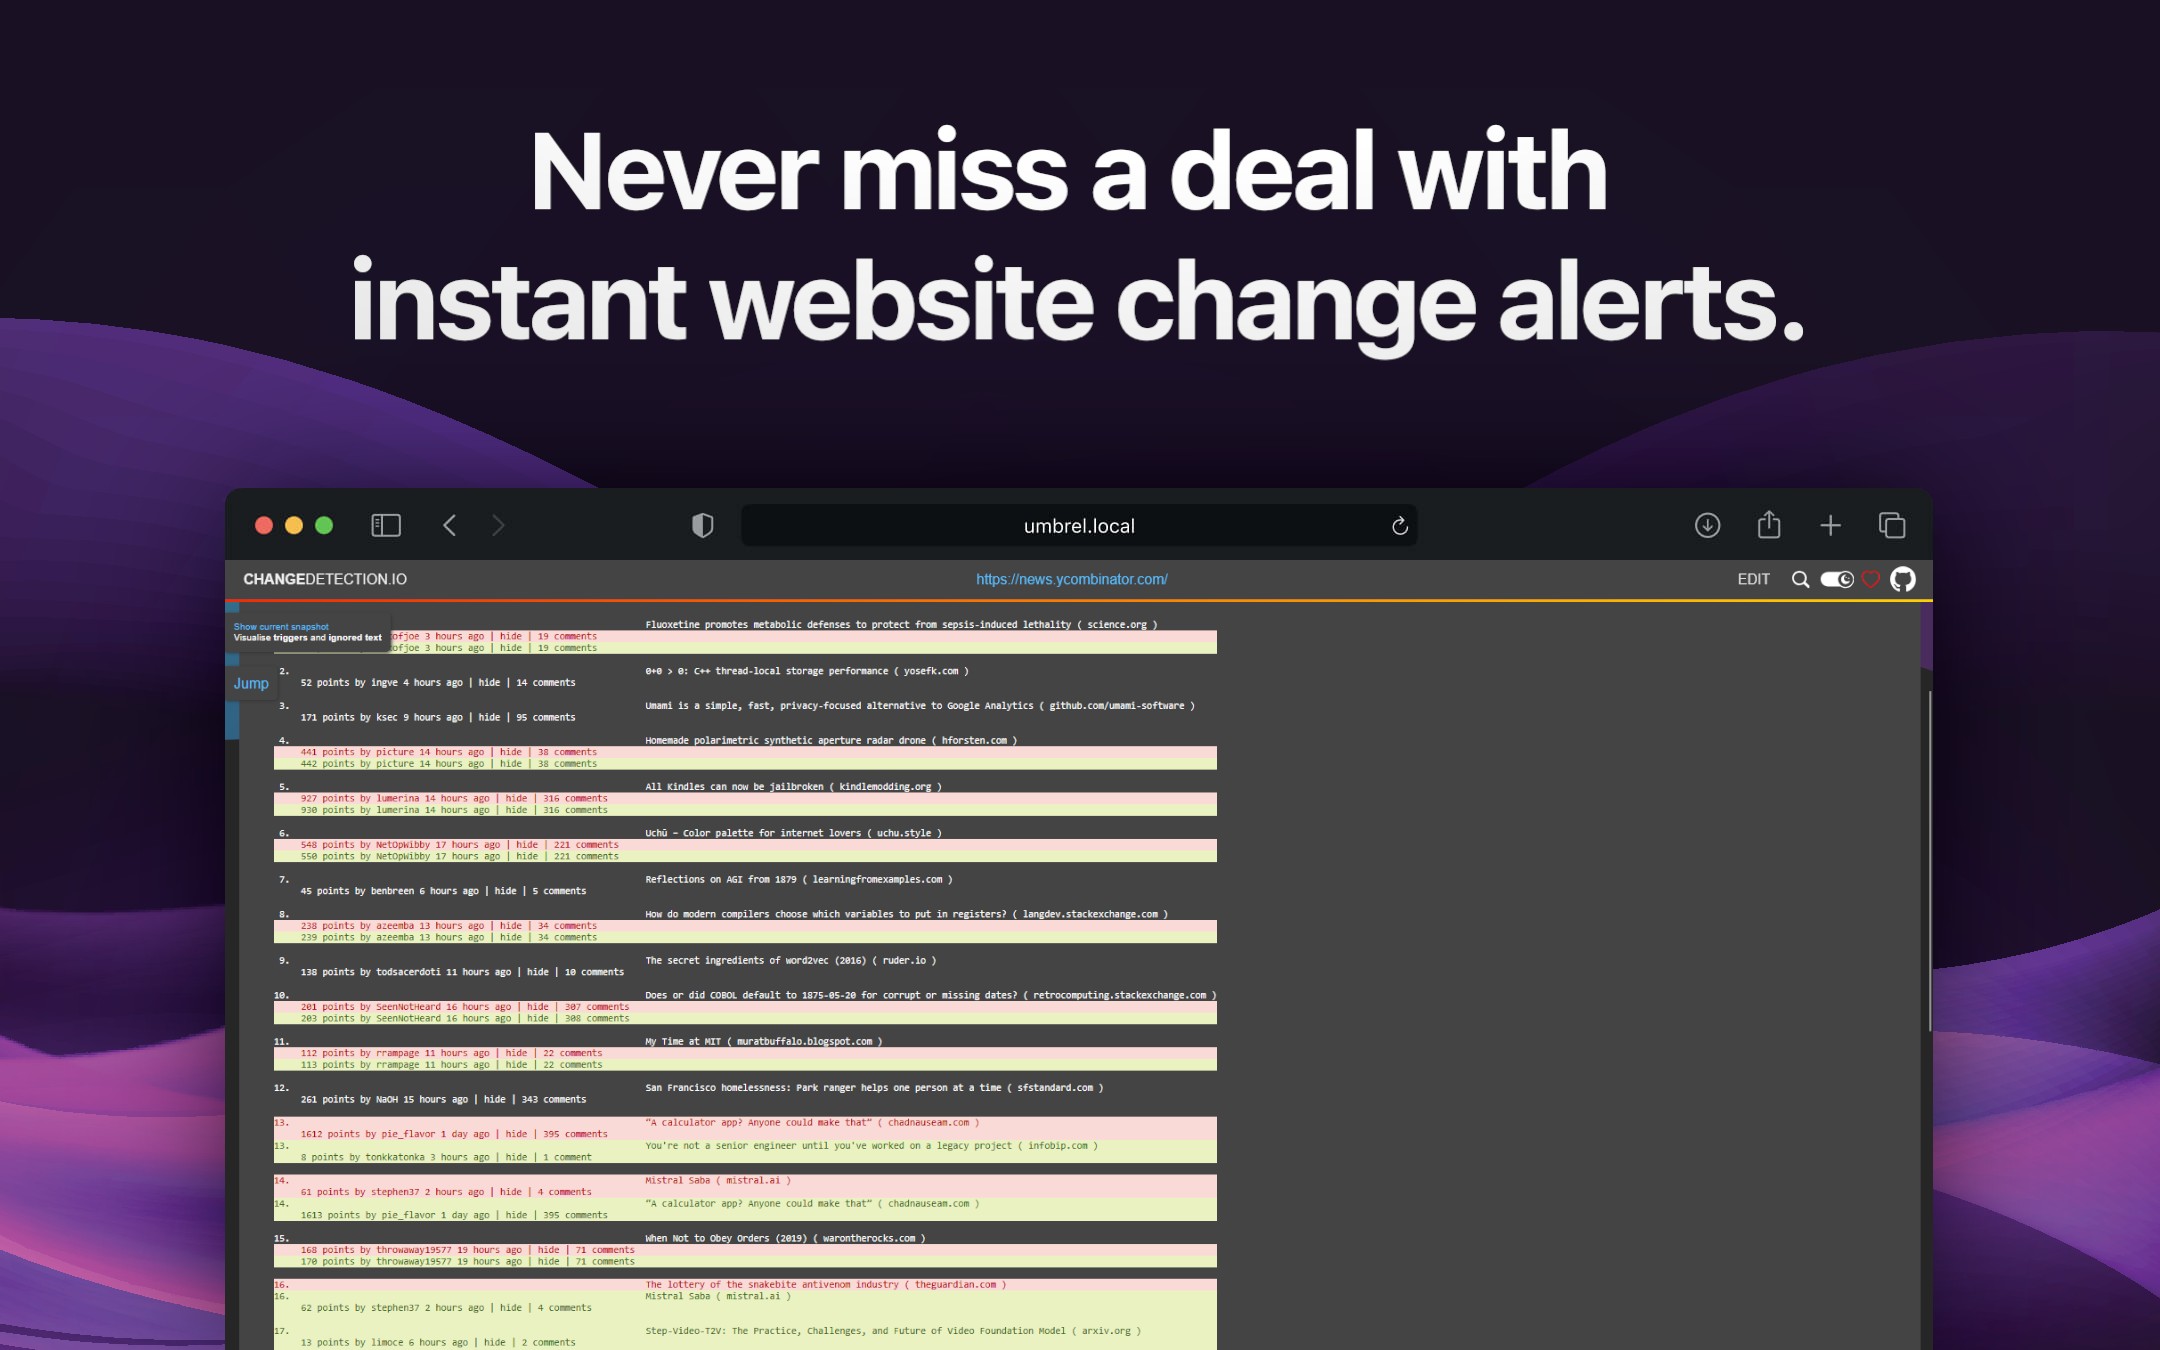 Never miss a deal with
instant website change alerts.
umbrel.local
CHANGEDETECTION.IO https://news.ycombinator.com/ EDIT
Show current snapshot
Visualise triggers and ignored text
Jump
Fluoxetine promotes metabolic defenses to protect from sepsis-induced lethality ( science.org )
ofjoe 3 hours ago | hide | 19 comments
ofjoe 3 hours ago | hide | 19 comments
2. 0+0 > 0: C++ thread-local storage performance ( yosefk.com )
52 points by ingve 4 hours ago | hide | 14 comments
3. Umami is a simple, fast, privacy-focused alternative to Google Analytics ( github.com/umami-software )
171 points by ksec 9 hours ago | hide | 95 comments
4. Homemade polarimetric synthetic aperture radar drone ( hforsten.com )
441 points by picture 14 hours ago | hide | 38 comments
442 points by picture 14 hours ago | hide | 38 comments
5. All Kindles can now be jailbroken ( kindlemodding.org )
927 points by lumerina 14 hours ago | hide | 316 comments
930 points by lumerina 14 hours ago | hide | 316 comments
6. Uchū – Color palette for internet lovers ( uchu.style )
548 points by NetOpWibby 17 hours ago | hide | 221 comments
550 points by NetOpWibby 17 hours ago | hide | 221 comments
7. Reflections on AGI from 1879 ( learningfromexamples.com )
45 points by benbreen 6 hours ago | hide | 5 comments
8. How do modern compilers choose which variables to put in registers? ( langdev.stackexchange.com )
238 points by azeemba 13 hours ago | hide | 34 comments
239 points by azeemba 13 hours ago | hide | 34 comments
9. The secret ingredients of word2vec (2016) ( ruder.io )
138 points by todsacerdoti 11 hours ago | hide | 10 comments
10. Does or did COBOL default to 1875-05-20 for corrupt or missing dates? ( retrocomputing.stackexchange.com )
201 points by SeenNotHeard 16 hours ago | hide | 307 comments
203 points by SeenNotHeard 16 hours ago | hide | 308 comments
11. My Time at MIT ( muratbuffalo.blogspot.com )
112 points by rrampage 11 hours ago | hide | 22 comments
113 points by rrampage 11 hours ago | hide | 22 comments
12. San Francisco homelessness: Park ranger helps one person at a time ( sfstandard.com )
261 points by NaOH 15 hours ago | hide | 343 comments
13. “A calculator app? Anyone could make that” ( chadnauseam.com )
1612 points by pie_flavor 1 day ago | hide | 395 comments
13. You're not a senior engineer until you've worked on a legacy project ( infobip.com )
8 points by tonkkatonka 3 hours ago | hide | 1 comment
14. Mistral Saba ( mistral.ai )
61 points by stephen37 2 hours ago | hide | 4 comments
14. “A calculator app? Anyone could make that” ( chadnauseam.com )
1613 points by pie_flavor 1 day ago | hide | 395 comments
15. When Not to Obey Orders (2019) ( warontherocks.com )
168 points by throwaway19577 19 hours ago | hide | 71 comments
170 points by throwaway19577 19 hours ago | hide | 71 comments
16. The lottery of the snakebite antivenom industry ( theguardian.com )
16. Mistral Saba ( mistral.ai )
62 points by stephen37 2 hours ago | hide | 4 comments
17. Step-Video-T2V: The Practice, Challenges, and Future of Video Foundation Model ( arxiv.org )
13 points by limoce 6 hours ago | hide | 2 comments